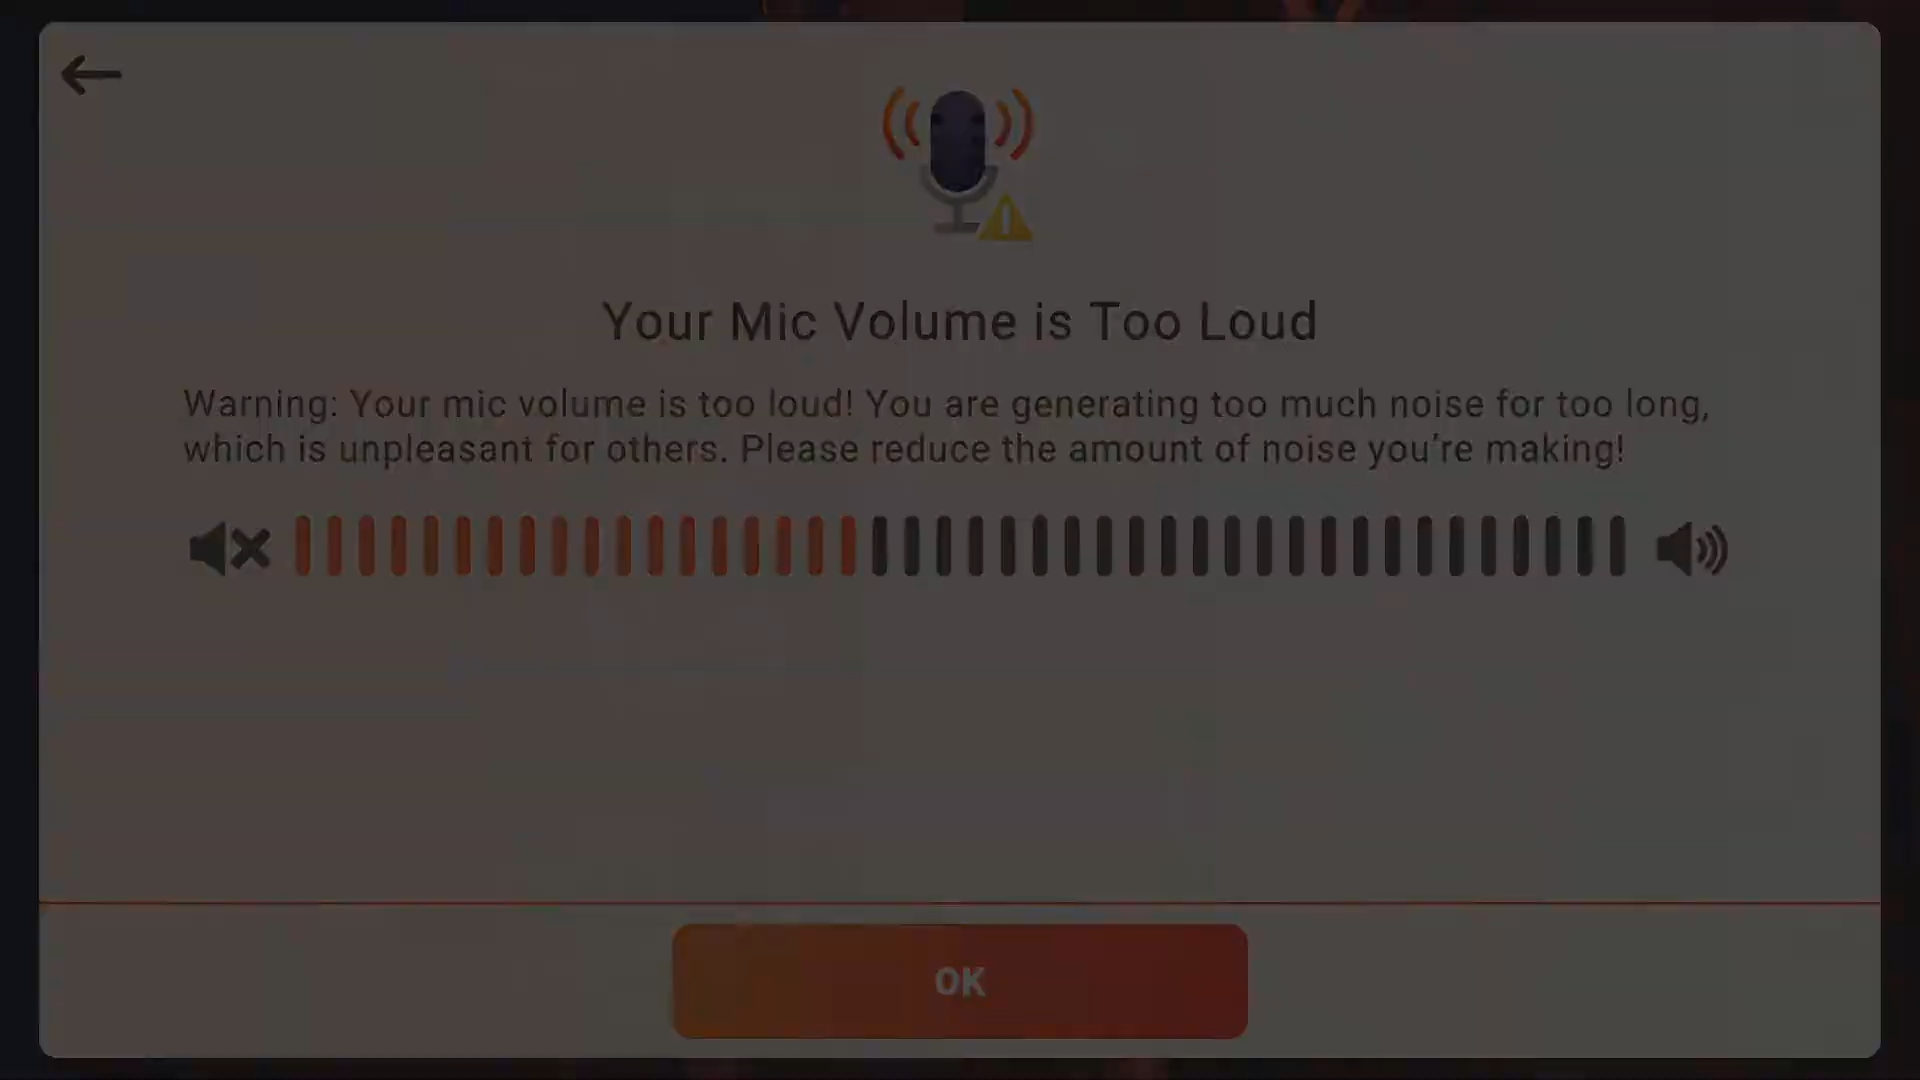 Your Mic Volume is Too Loud
Warning: Your mic volume is too loud! You are generating too much noise for too long,
which is unpleasant for others. Please reduce the amount of noise you're making!
OK